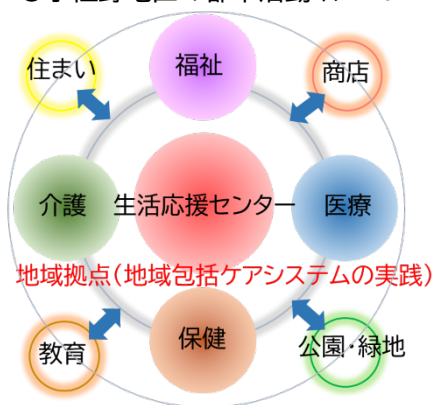 住まい
福祉
商店
介護
生活応援センター
医療
地域拠点(地域包括ケアシステムの実践)
教育
保健
公園・緑地